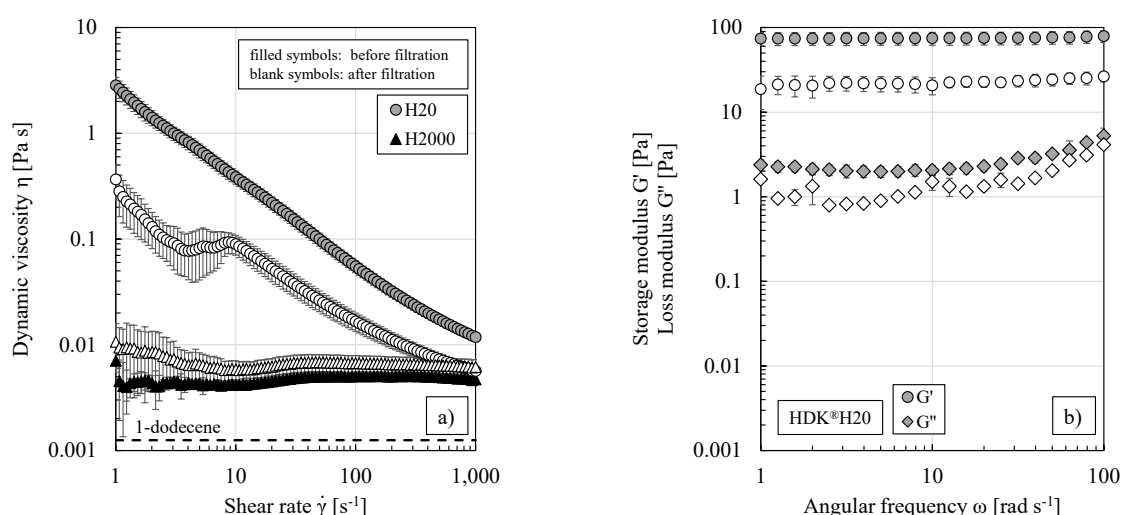 Dynamic viscosity η [Pa s]
10
1
0.1
0.01
0.001
filled symbols: before filtration
blank symbols: after filtration
H20
H2000
1-dodecene
a)
1
10
100
1,000
Shear rate γ̇ [s⁻¹]
Storage modulus G' [Pa]
Loss modulus G'' [Pa]
100
10
1
0.1
0.01
0.001
HDK®H20
G'
G''
b)
1
10
100
Angular frequency ω [rad s⁻¹]